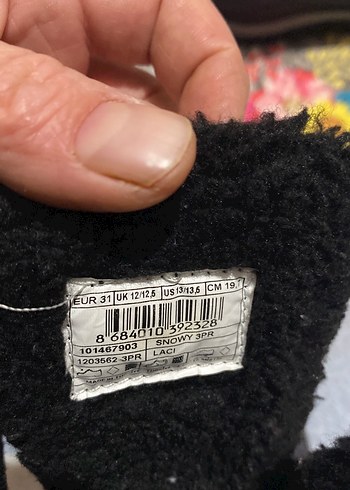 EUR 31 UK 12/12,5 US 13/13,5 CM 19,7
8 684010 392328
101467903 SNOWY 3PR
1203562-3PR LACI